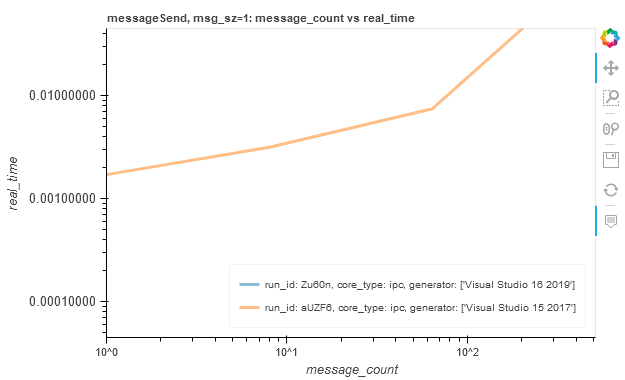 messageSend, msg_sz=1: message_count vs real_time
0.01000000
0.00100000
0.00010000
real_time
run_id: Zu60n, core_type: ipc, generator: ['Visual Studio 16 2019']
run_id: aUZF6, core_type: ipc, generator: ['Visual Studio 15 2017']
10^0
10^1
10^2
message_count